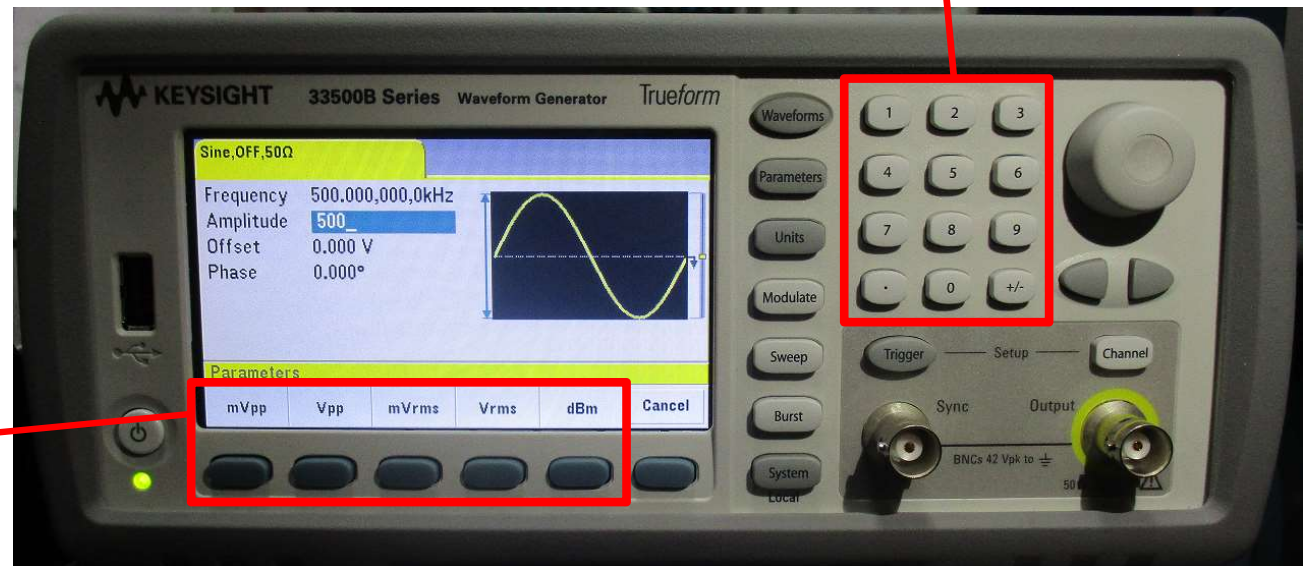 KEYSIGHT 33500B Series Waveform Generator Trueform
Sine,OFF,50Ω
Frequency 500.000,000,0kHz
Amplitude 500_
Offset 0.000 V
Phase 0.000°
Parameters
mVpp Vpp mVrms Vrms dBm Cancel
Waveforms
Parameters
Units
Modulate
Sweep
Burst
System
Local
1 2 3
4 5 6
7 8 9
. 0 +/-
Trigger Setup Channel
Sync Output
BNCs 42 Vpk to
50